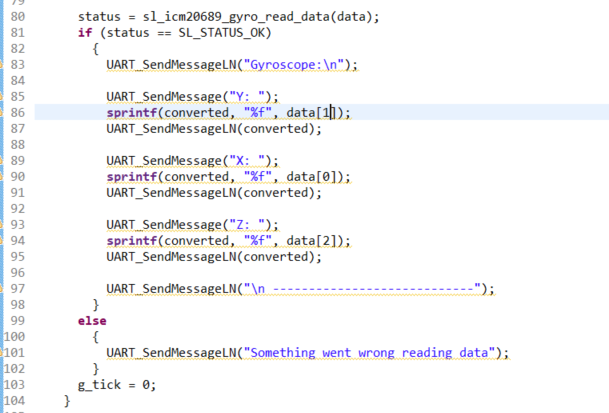 79
80 status = sl_icm20689_gyro_read_data(data);
81 if (status == SL_STATUS_OK)
82 {
83 UART_SendMessageLN("Gyroscope:\n");
84
85 UART_SendMessage("Y: ");
86 sprintf(converted, "%f", data[1]);
87 UART_SendMessageLN(converted);
88
89 UART_SendMessage("X: ");
90 sprintf(converted, "%f", data[0]);
91 UART_SendMessageLN(converted);
92
93 UART_SendMessage("Z: ");
94 sprintf(converted, "%f", data[2]);
95 UART_SendMessageLN(converted);
96
97 UART_SendMessageLN("\n ----------------------------");
98 }
99 else
100 {
101 UART_SendMessageLN("Something went wrong reading data");
102 }
103 g_tick = 0;
104 }